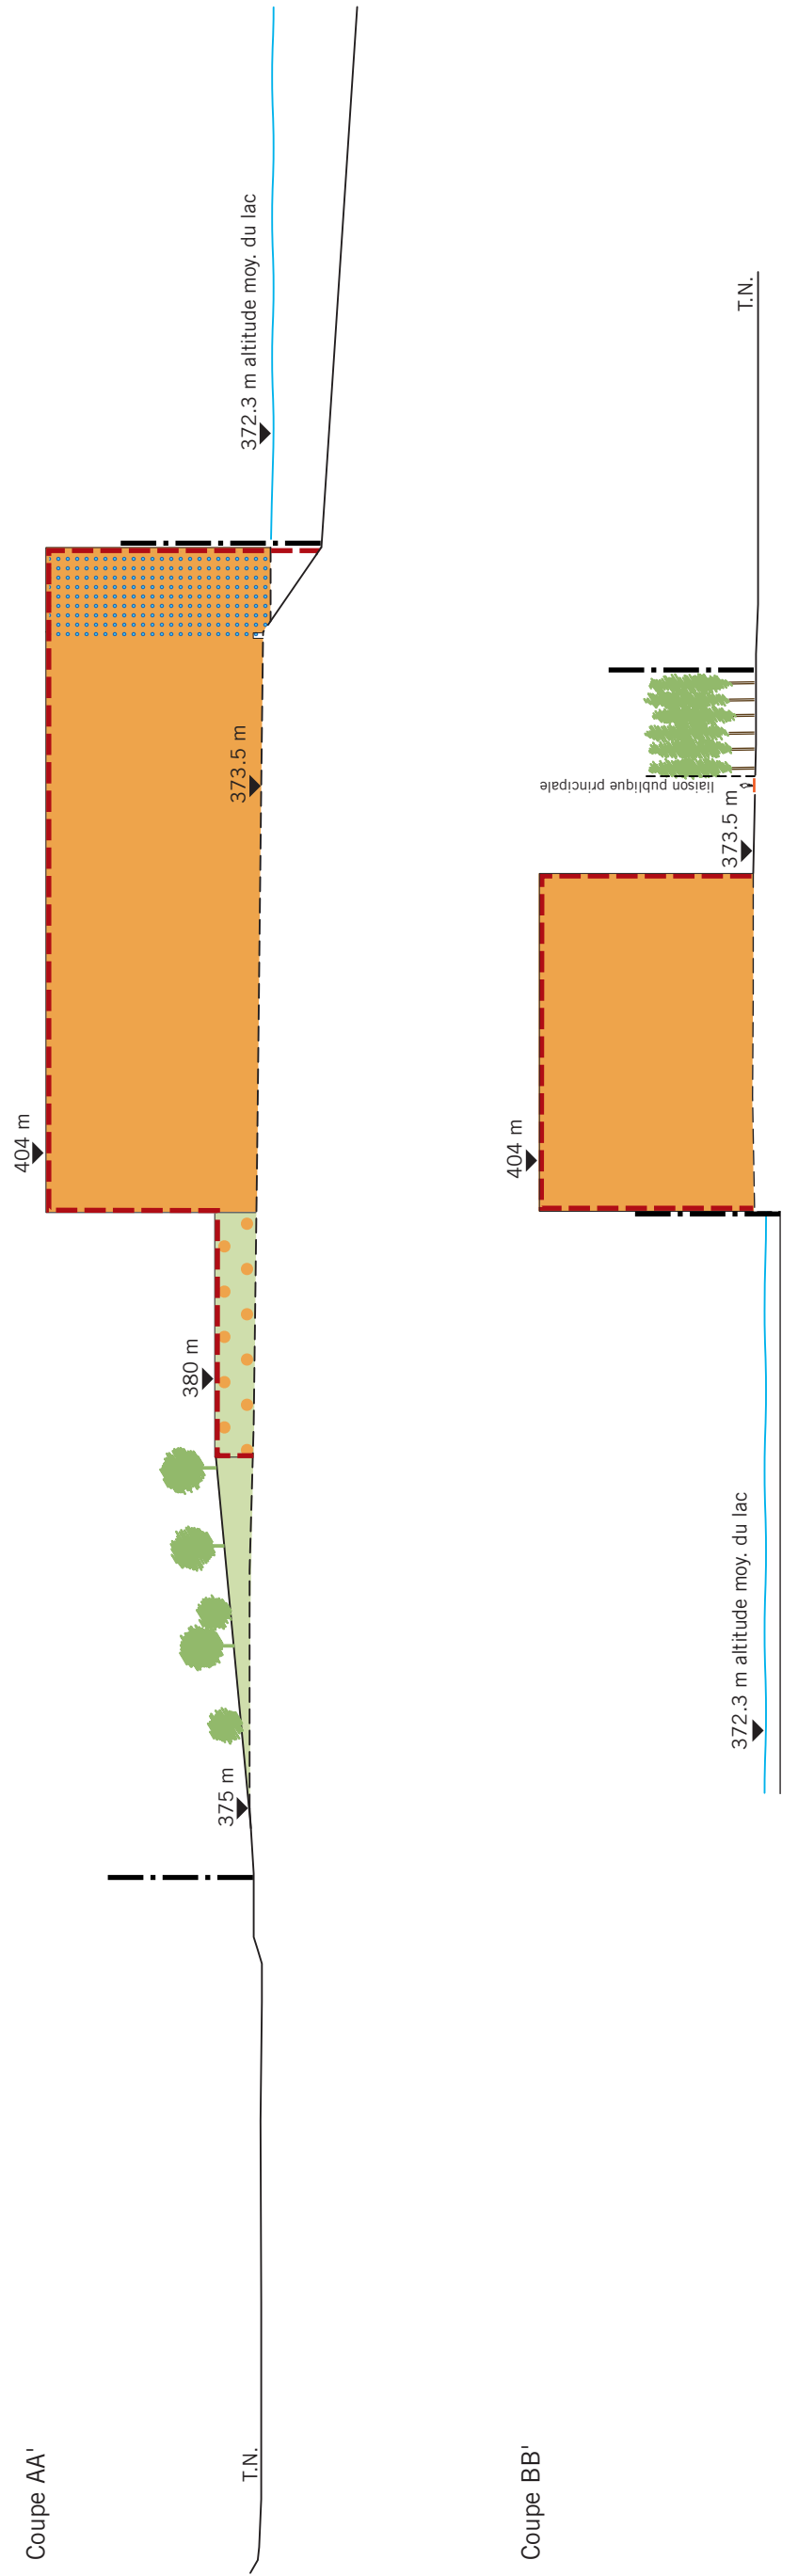 Coupe AA'
T.N.
375 m
380 m
404 m
373.5 m
372.3 m altitude moy. du lac
Coupe BB'
372.3 m altitude moy. du lac
404 m
373.5 m
liaison publique principale
T.N.